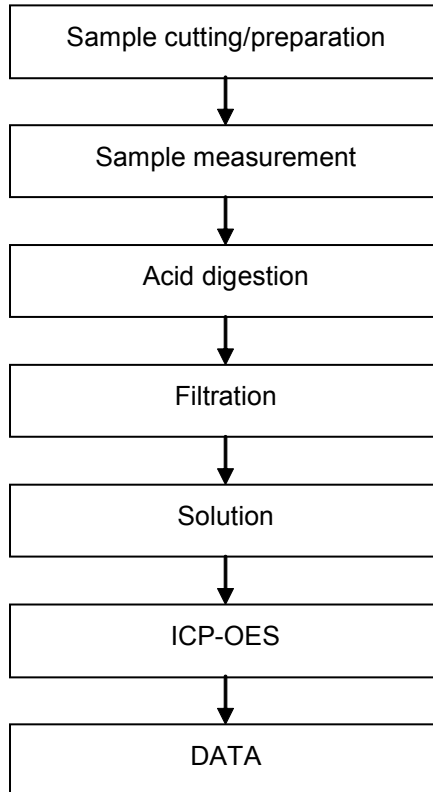 Sample cutting/preparation
Sample measurement
Acid digestion
Filtration
Solution
ICP-OES
DATA